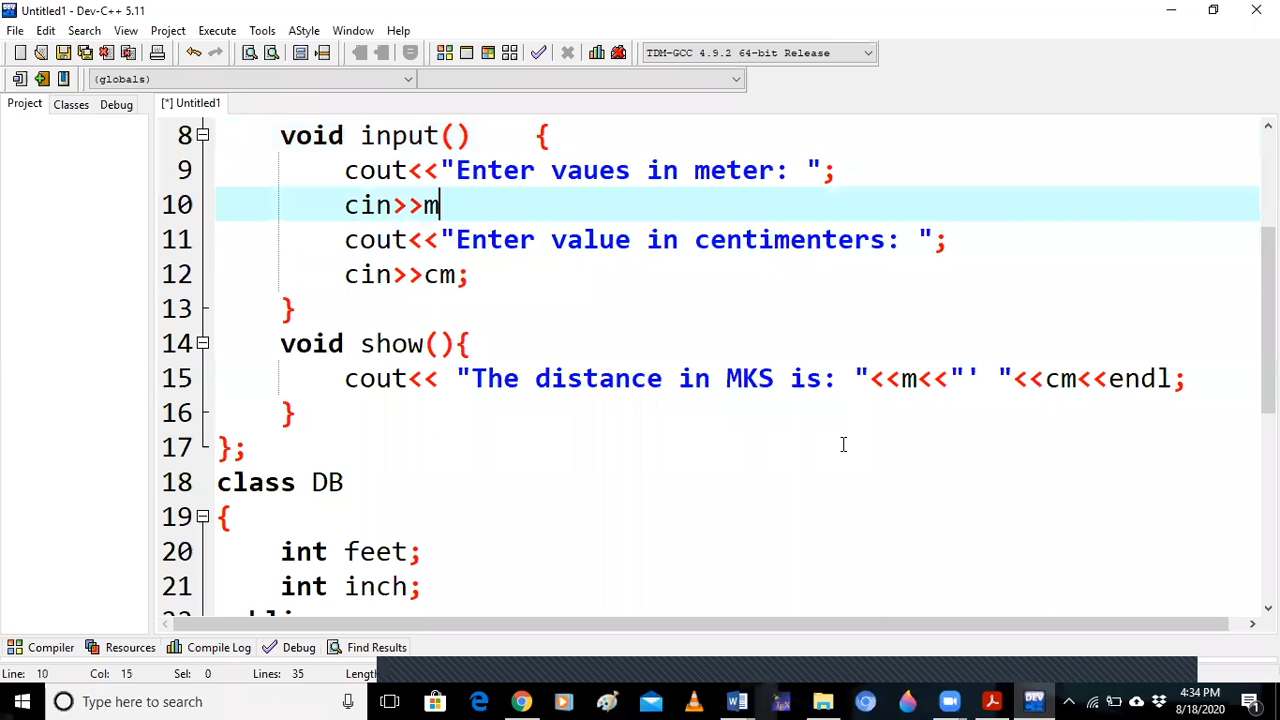 Untitled1 - Dev-C++ 5.11
File Edit Search View Project Execute Tools AStyle Window Help
TDM-GCC 4.9.2 64-bit Release
(globals)
Project Classes Debug [*] Untitled1
8 void input() {
9 cout<<"Enter vaues in meter: ";
10 cin>>m
11 cout<<"Enter value in centimenters: ";
12 cin>>cm;
13 }
14 void show(){
15 cout<< "The distance in MKS is: "<<m<<"' "<<cm<<endl;
16 }
17 };
18 class DB
19 {
20 int feet;
21 int inch;
Compiler Resources Compile Log Debug Find Results
Line: 10 Col: 15 Sel: 0 Lines: 35 Length
Type here to search
DEV
4:34 PM
8/18/2020
1